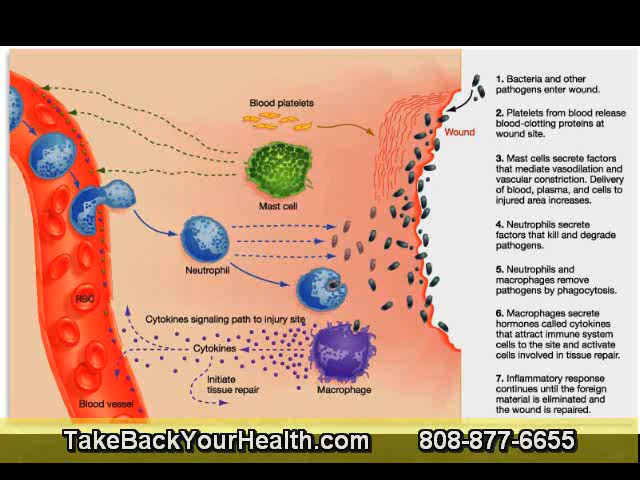 Blood platelets
Wound
Mast cell
Neutrophil
RBC
Cytokines signaling path to injury site
Cytokines
Initiate
tissue repair
Macrophage
Blood vessel
1. Bacteria and other
pathogens enter wound.
2. Platelets from blood release
blood-clotting proteins at
wound site.
3. Mast cells secrete factors
that mediate vasodilation and
vascular constriction. Delivery
of blood, plasma, and cells to
injured area increases.
4. Neutrophils secrete
factors that kill and degrade
pathogens.
5. Neutrophils and
macrophages remove
pathogens by phagocytosis.
6. Macrophages secrete
hormones called cytokines
that attract immune system
cells to the site and activate
cells involved in tissue repair.
7. Inflammatory response
continues until the foreign
material is eliminated and
the wound is repaired.
TakeBackYourHealth.com 808-877-6655